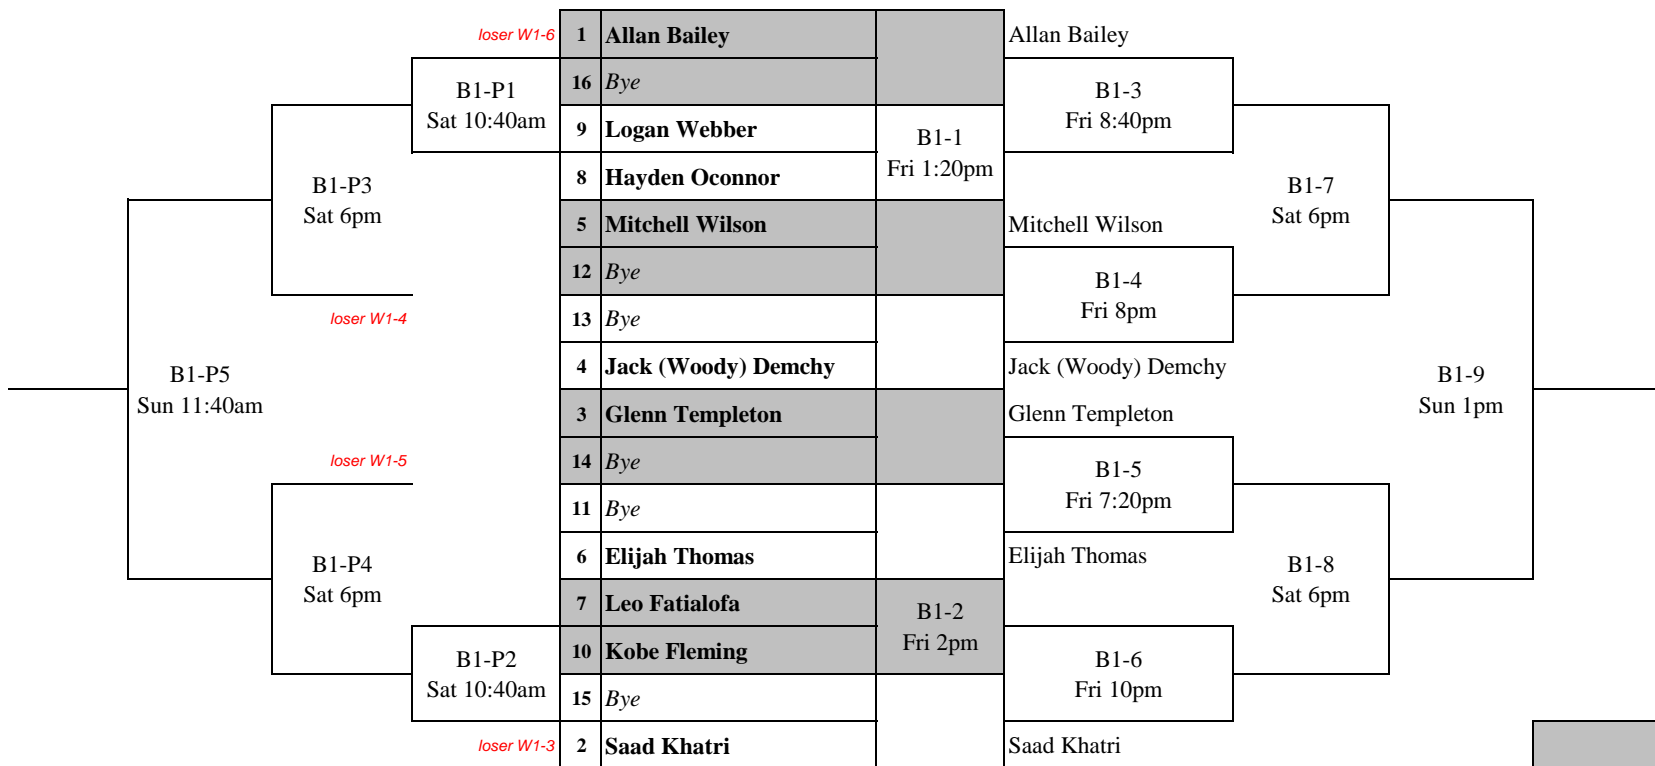 loser W1-6 1 Allan Bailey Allan Bailey
B1-P1 16 Bye B1-3
Sat 10:40am 9 Logan Webber B1-1 Fri 8:40pm
B1-P3 8 Hayden Oconnor Fri 1:20pm B1-7
Sat 6pm 5 Mitchell Wilson Mitchell Wilson Sat 6pm
12 Bye B1-4
loser W1-4 13 Bye Fri 8pm
B1-P5 4 Jack (Woody) Demchy Jack (Woody) Demchy B1-9
Sun 11:40am 3 Glenn Templeton Glenn Templeton Sun 1pm
loser W1-5 14 Bye B1-5
11 Bye Fri 7:20pm
B1-P4 6 Elijah Thomas Elijah Thomas B1-8
Sat 6pm 7 Leo Fatialofa B1-2 Sat 6pm
B1-P2 10 Kobe Fleming Fri 2pm B1-6
Sat 10:40am 15 Bye Fri 10pm
loser W1-3 2 Saad Khatri Saad Khatri